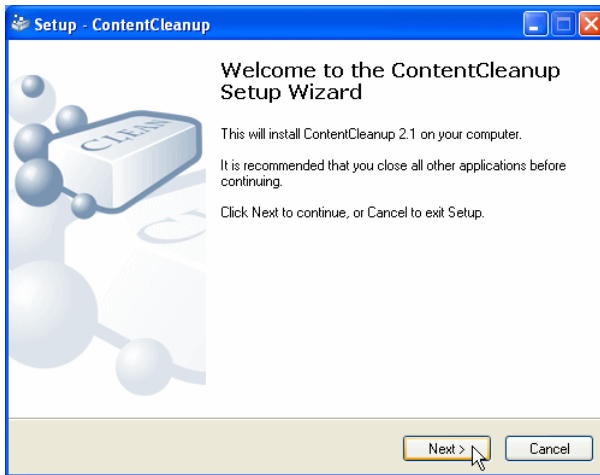 Setup - ContentCleanup
Welcome to the ContentCleanup
Setup Wizard
CLEAN
This will install ContentCleanup 2.1 on your computer.
It is recommended that you close all other applications before
continuing.
Click Next to continue, or Cancel to exit Setup.
Next >
Cancel